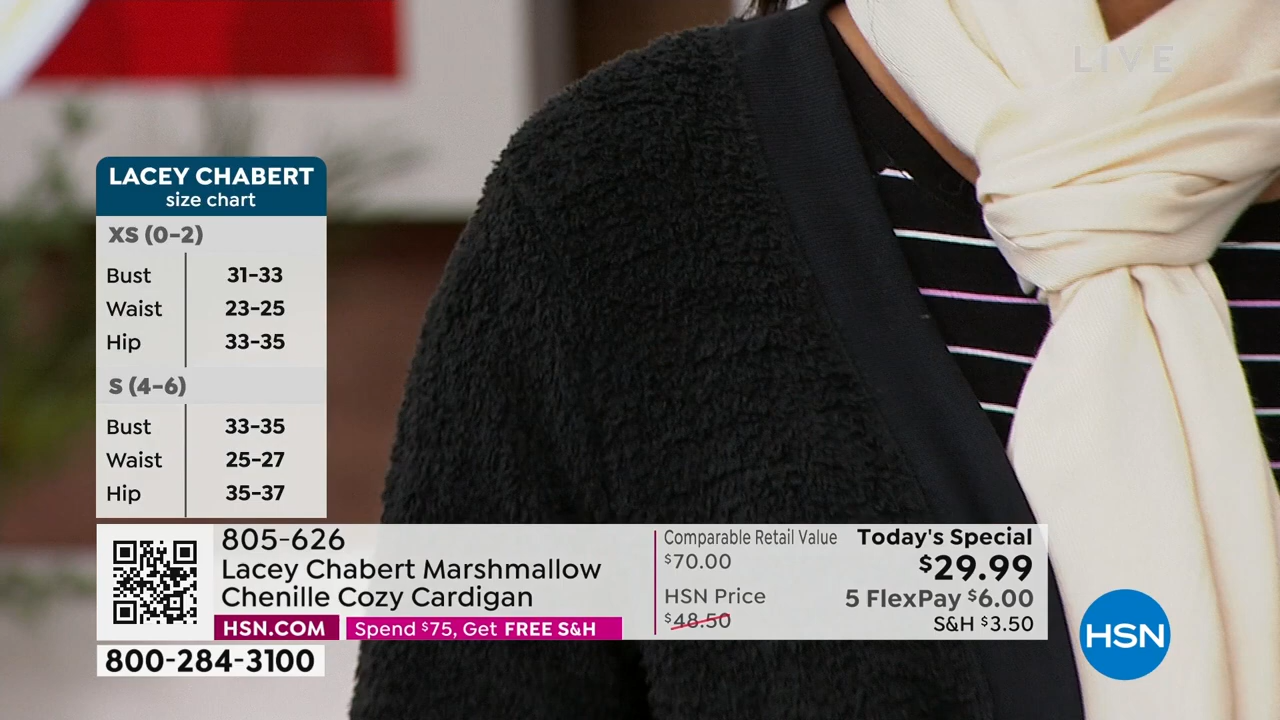 LIVE
LACEY CHABERT
size chart
XS (0-2)
Bust 31-33
Waist 23-25
Hip 33-35
S (4-6)
Bust 33-35
Waist 25-27
Hip 35-37
805-626
Lacey Chabert Marshmallow
Chenille Cozy Cardigan
HSN.COM
Spend $75, Get FREE S&H
800-284-3100
Comparable Retail Value
$70.00
HSN Price
$48.50
Today's Special
$29.99
5 FlexPay $6.00
S&H $3.50
HSN